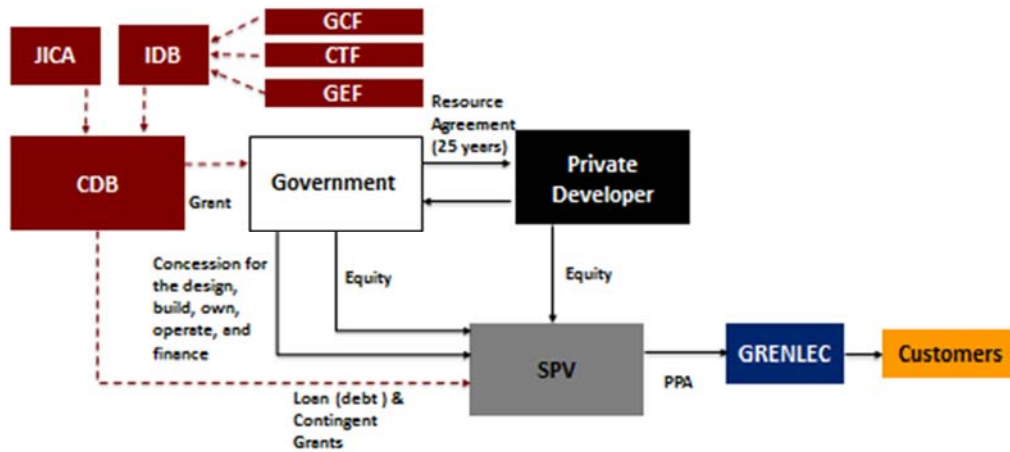 GCF
JICA
IDB
CTF
GEF
Resource
Agreement
(25 years)
CDB
Grant
Government
Private
Developer
Concession for
the design,
build, own,
operate, and
finance
Equity
Equity
SPV
PPA
GRENLEC
Customers
Loan (debt ) &
Contingent
Grants